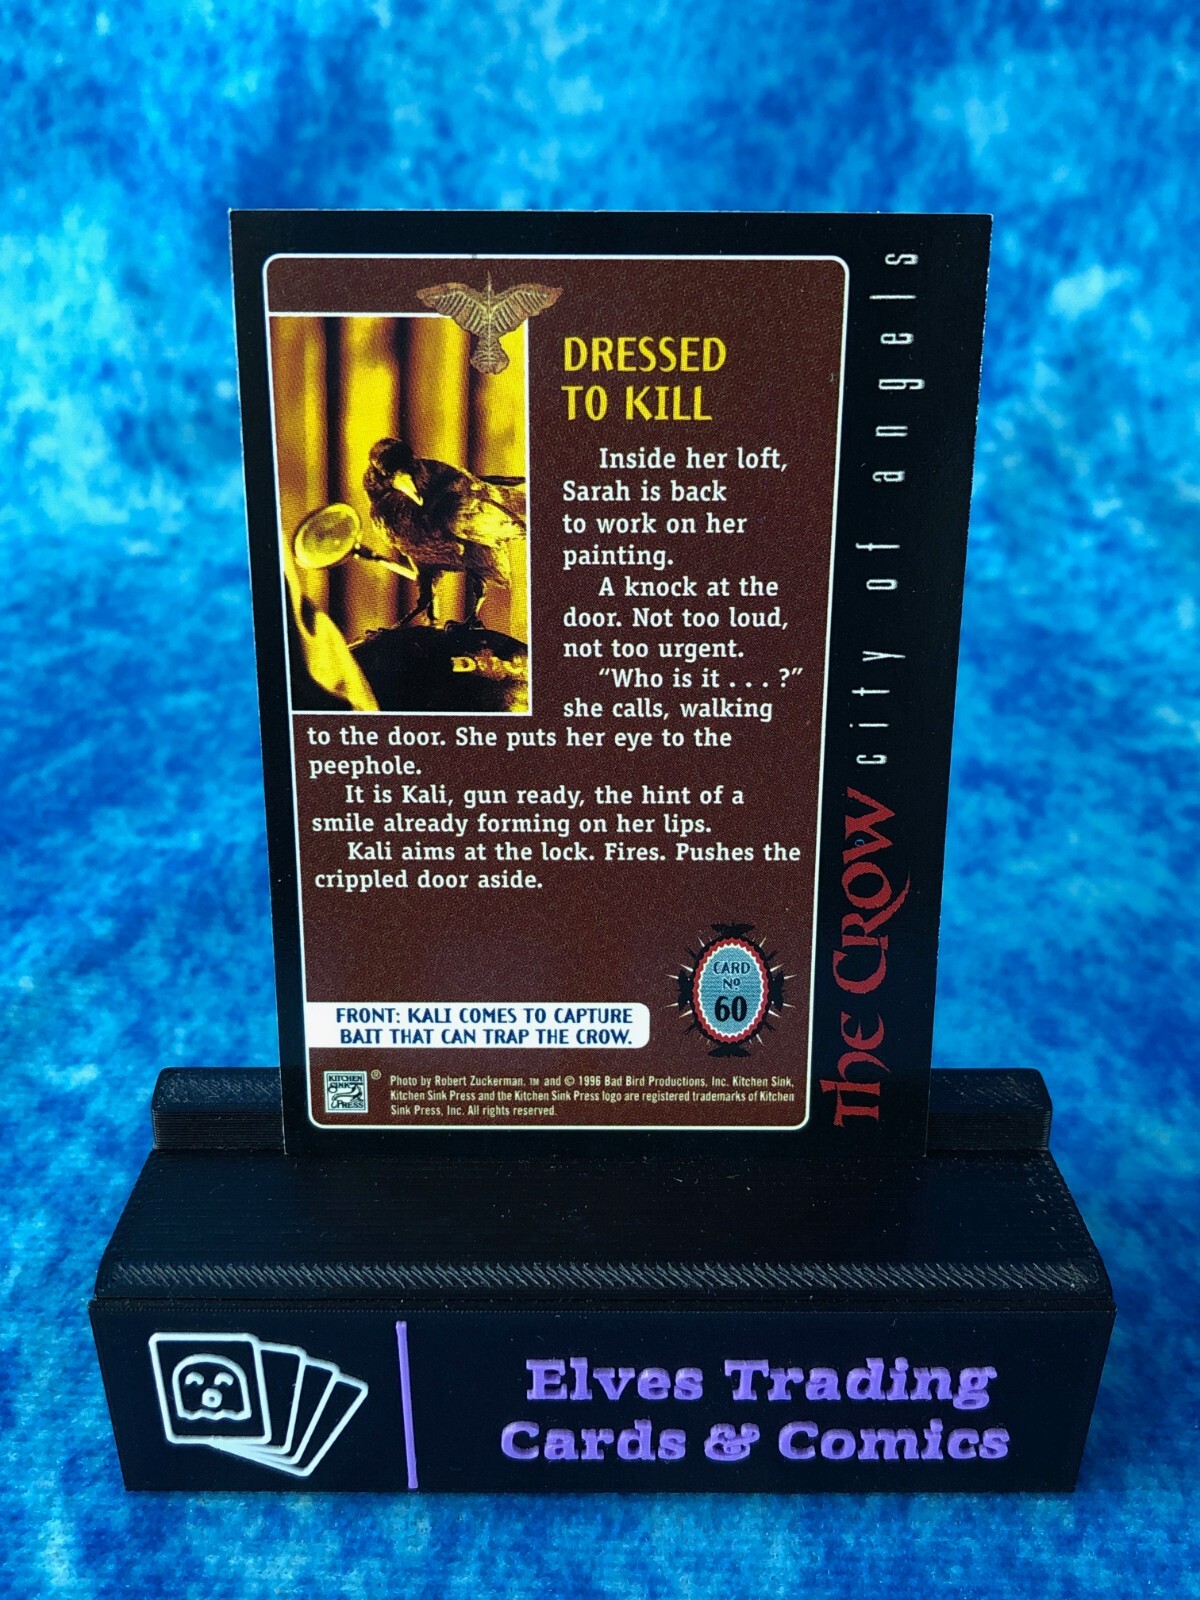 DRESSED
TO KILL
Inside her loft,
Sarah is back
to work on her
painting.
A knock at the
door. Not too loud,
not too urgent.
“Who is it . . . ?”
she calls, walking
to the door. She puts her eye to the
peephole.
It is Kali, gun ready, the hint of a
smile already forming on her lips.
Kali aims at the lock. Fires. Pushes the
crippled door aside.
CARD
Nº
60
FRONT: KALI COMES TO CAPTURE
BAIT THAT CAN TRAP THE CROW.
KITCHEN
SINK
PRESS
®
Photo by Robert Zuckerman. ™ and © 1996 Bad Bird Productions, Inc. Kitchen Sink,
Kitchen Sink Press and the Kitchen Sink Press logo are registered trademarks of Kitchen
Sink Press, Inc. All rights reserved.
THE CROW city of angels
Elves Trading
Cards & Comics